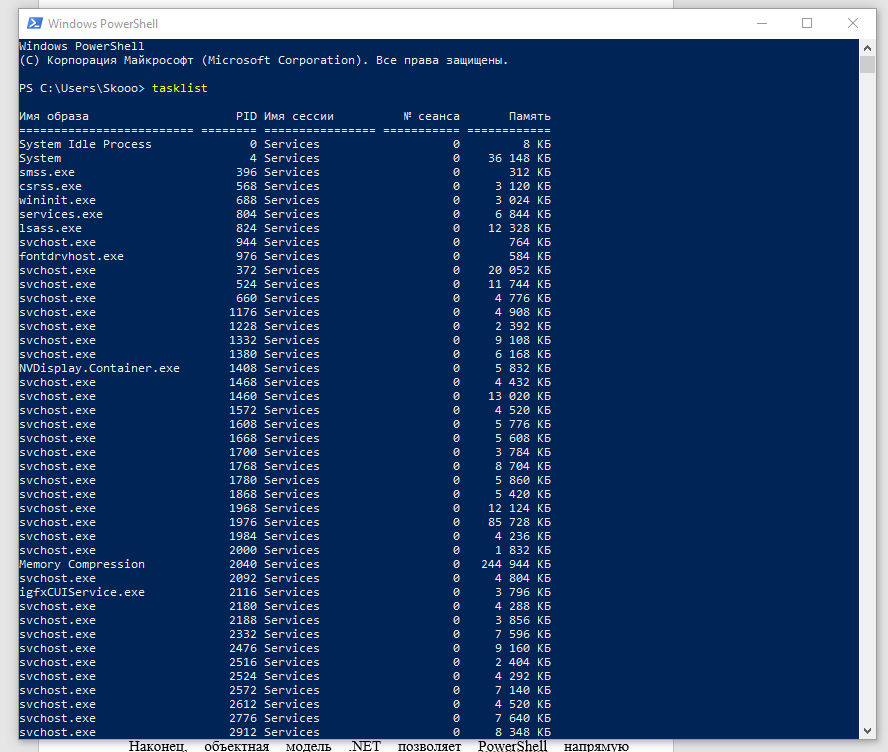 Windows PowerShell
Windows PowerShell
(C) Корпорация Майкрософт (Microsoft Corporation). Все права защищены.
PS C:\Users\Skooo> tasklist
Имя образа PID Имя сессии № сеанса Память
========================= ======== ================ =========== ============
System Idle Process 0 Services 0 8 КБ
System 4 Services 0 36 148 КБ
smss.exe 396 Services 0 312 КБ
csrss.exe 568 Services 0 3 120 КБ
wininit.exe 688 Services 0 3 024 КБ
services.exe 804 Services 0 6 844 КБ
lsass.exe 824 Services 0 12 328 КБ
svchost.exe 944 Services 0 764 КБ
fontdrvhost.exe 976 Services 0 584 КБ
svchost.exe 372 Services 0 20 052 КБ
svchost.exe 524 Services 0 11 744 КБ
svchost.exe 660 Services 0 4 776 КБ
svchost.exe 1176 Services 0 4 908 КБ
svchost.exe 1228 Services 0 2 392 КБ
svchost.exe 1332 Services 0 9 108 КБ
svchost.exe 1380 Services 0 6 168 КБ
NVDisplay.Container.exe 1408 Services 0 5 832 КБ
svchost.exe 1468 Services 0 4 432 КБ
svchost.exe 1460 Services 0 13 020 КБ
svchost.exe 1572 Services 0 4 520 КБ
svchost.exe 1608 Services 0 5 776 КБ
svchost.exe 1668 Services 0 5 608 КБ
svchost.exe 1700 Services 0 3 784 КБ
svchost.exe 1768 Services 0 8 704 КБ
svchost.exe 1780 Services 0 5 860 КБ
svchost.exe 1868 Services 0 5 420 КБ
svchost.exe 1968 Services 0 12 124 КБ
svchost.exe 1976 Services 0 85 728 КБ
svchost.exe 1984 Services 0 4 236 КБ
svchost.exe 2000 Services 0 1 832 КБ
Memory Compression 2040 Services 0 244 944 КБ
svchost.exe 2092 Services 0 4 804 КБ
igfxCUIService.exe 2116 Services 0 3 796 КБ
svchost.exe 2180 Services 0 4 288 КБ
svchost.exe 2188 Services 0 3 856 КБ
svchost.exe 2332 Services 0 7 596 КБ
svchost.exe 2476 Services 0 9 160 КБ
svchost.exe 2516 Services 0 2 404 КБ
svchost.exe 2524 Services 0 4 292 КБ
svchost.exe 2572 Services 0 7 140 КБ
svchost.exe 2612 Services 0 4 520 КБ
svchost.exe 2776 Services 0 7 640 КБ
svchost.exe 2912 Services 0 8 348 КБ
Наконец, объектная модель .NET позволяет PowerShell напрямую